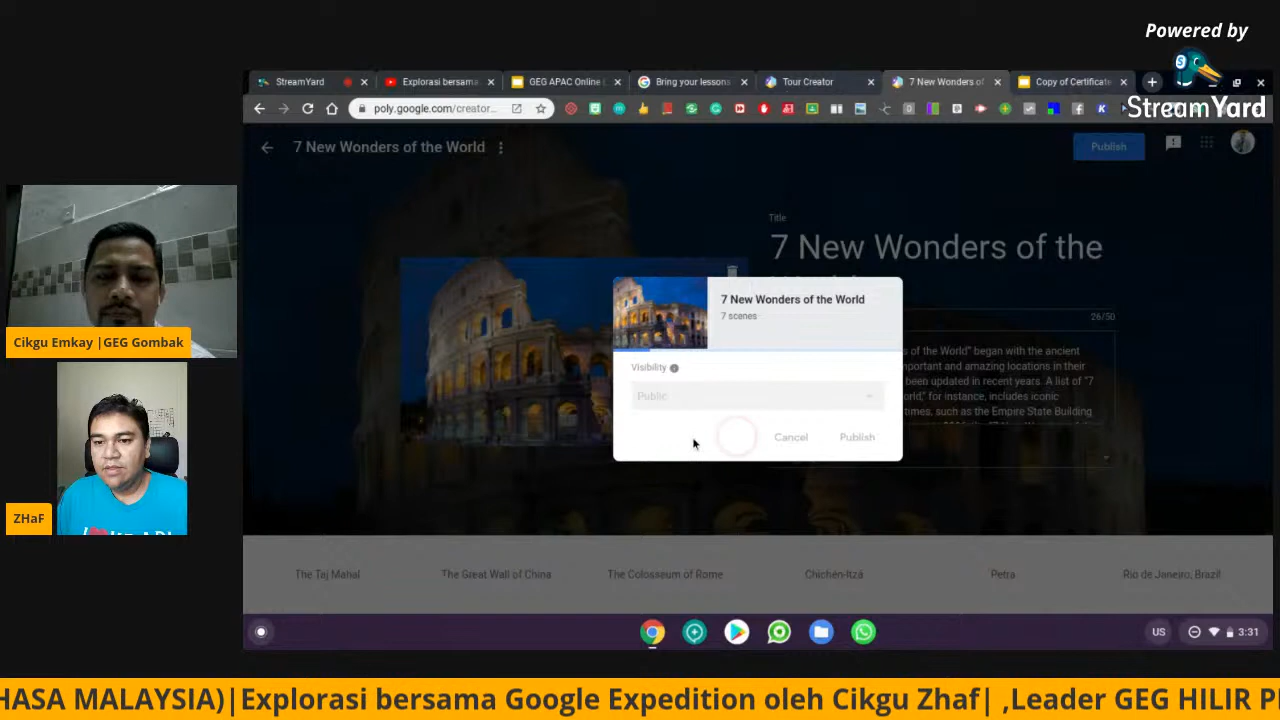 Powered by
StreamYard
StreamYard
Explorasi bersama
GEG APAC Online (
Bring your lessons
Tour Creator
7 New Wonders of
Copy of Certificate
poly.google.com/creator...
7 New Wonders of the World
Publish
Title
7 New Wonders of the
26/50
7 New Wonders of the World
7 scenes
Visibility
Public
Cancel
Publish
s of the World" began with the ancient
mportant and amazing locations in their
been updated in recent years. A list of "7
orld," for instance, includes iconic
times, such as the Empire State Building
Cikgu Emkay |GEG Gombak
ZHaF
The Taj Mahal
The Great Wall of China
The Colosseum of Rome
Chichén-Itzá
Petra
Rio de Janeiro, Brazil
US
3:31
HASA MALAYSIA)|Explorasi bersama Google Expedition oleh Cikgu Zhaf| ,Leader GEG HILIR P